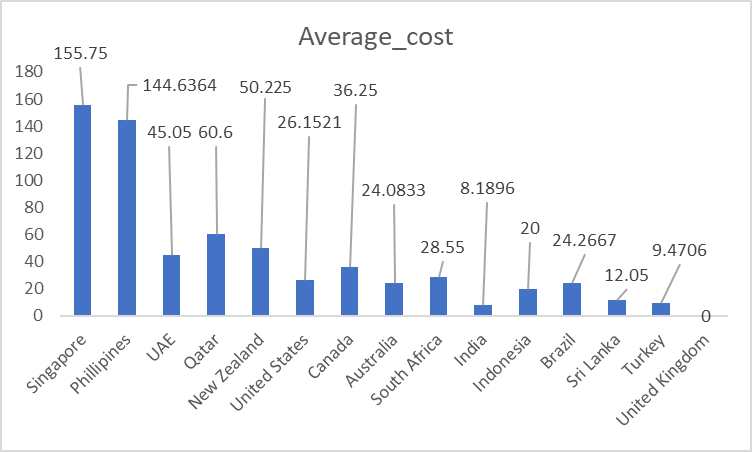 Average_cost
155.75
144.6364
45.05
60.6
50.225
26.1521
36.25
24.0833
28.55
8.1896
20
24.2667
12.05
9.4706
0
180
160
140
120
100
80
60
40
20
0
Singapore
Phillipines
UAE
Qatar
New Zealand
United States
Canada
Australia
South Africa
India
Indonesia
Brazil
Sri Lanka
Turkey
United Kingdom